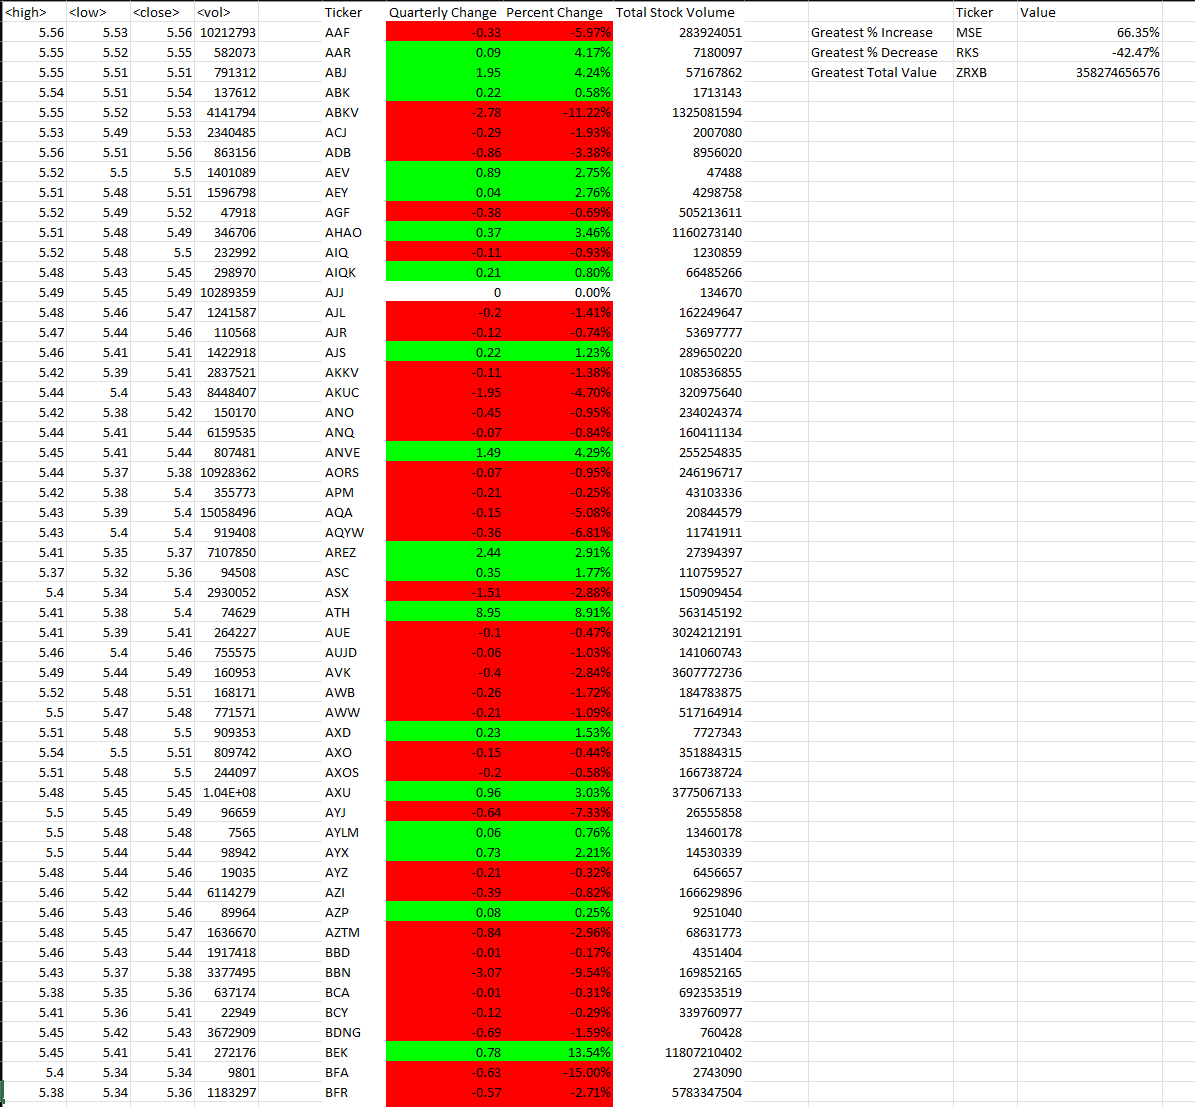 <high> <low> <close> <vol> Ticker Quarterly Change Percent Change Total Stock Volume Ticker Value
5.56 5.53 5.56 10212793 AAF -0.33 -5.97% 283924051 Greatest % Increase MSE 66.35%
5.55 5.52 5.55 582073 AAR 0.09 4.17% 7180097 Greatest % Decrease RKS -42.47%
5.55 5.51 5.51 791312 ABJ 1.95 4.24% 57167862 Greatest Total Value ZRXB 358274656576
5.54 5.51 5.54 137612 ABK 0.22 0.58% 1713143
5.55 5.52 5.53 4141794 ABKV -2.78 -11.22% 1325081594
5.53 5.49 5.53 2340485 ACJ -0.29 -1.93% 2007080
5.56 5.51 5.56 863156 ADB -0.86 -3.38% 8956020
5.52 5.5 5.5 1401089 AEV 0.89 2.75% 47488
5.51 5.48 5.51 1596798 AEY 0.04 2.76% 4298758
5.52 5.49 5.52 47918 AGF -0.38 -0.69% 505213611
5.51 5.48 5.49 346706 AHAO 0.37 3.46% 1160273140
5.52 5.48 5.5 232992 AIQ -0.11 -0.93% 1230859
5.48 5.43 5.45 298970 AIQK 0.21 0.80% 66485266
5.49 5.45 5.49 10289359 AJJ 0 0.00% 134670
5.48 5.46 5.47 1241587 AJL -0.2 -1.41% 162249647
5.47 5.44 5.46 110568 AJR -0.12 -0.74% 53697777
5.46 5.41 5.41 1422918 AJS 0.22 1.23% 289650220
5.42 5.39 5.41 2837521 AKKV -0.11 -1.38% 108536855
5.44 5.4 5.43 8448407 AKUC -1.95 -4.70% 320975640
5.42 5.38 5.42 150170 ANO -0.45 -0.95% 234024374
5.44 5.41 5.44 6159535 ANQ -0.07 -0.84% 160411134
5.45 5.41 5.44 807481 ANVE 1.49 4.29% 255254835
5.44 5.37 5.38 10928362 AORS -0.07 -0.95% 246196717
5.42 5.38 5.4 355773 APM -0.21 -0.25% 43103336
5.43 5.39 5.4 15058496 AQA -0.15 -5.08% 20844579
5.43 5.4 5.4 919408 AQYW -0.36 -6.81% 11741911
5.41 5.35 5.37 7107850 AREZ 2.44 2.91% 27394397
5.37 5.32 5.36 94508 ASC 0.35 1.77% 110759527
5.4 5.34 5.4 2930052 ASX -1.51 -2.88% 150909454
5.41 5.38 5.4 74629 ATH 8.95 8.91% 563145192
5.41 5.39 5.41 264227 AUE -0.1 -0.47% 3024212191
5.46 5.4 5.46 755575 AUJD -0.06 -1.03% 141060743
5.49 5.44 5.49 160953 AVK -0.4 -2.84% 3607772736
5.52 5.48 5.51 168171 AWB -0.26 -1.72% 184783875
5.5 5.47 5.48 771571 AWW -0.21 -1.09% 517164914
5.51 5.48 5.5 909353 AXD 0.23 1.53% 7727343
5.54 5.5 5.51 809742 AXO -0.15 -0.44% 351884315
5.51 5.48 5.5 244097 AXOS -0.2 -0.58% 166738724
5.48 5.45 5.45 1.04E+08 AXU 0.96 3.03% 3775067133
5.5 5.45 5.49 96659 AYJ -0.64 -7.33% 26555858
5.5 5.48 5.48 7565 AYLM 0.06 0.76% 13460178
5.5 5.44 5.44 98942 AYX 0.73 2.21% 14530339
5.48 5.44 5.46 19035 AYZ -0.21 -0.32% 6456657
5.46 5.42 5.44 6114279 AZI -0.39 -0.82% 166629896
5.46 5.43 5.46 89964 AZP 0.08 0.25% 9251040
5.48 5.45 5.47 1636670 AZTM -0.84 -2.96% 68631773
5.46 5.43 5.44 1917418 BBD -0.01 -0.17% 4351404
5.43 5.37 5.38 3377495 BBN -3.07 -9.54% 169852165
5.38 5.35 5.36 637174 BCA -0.01 -0.31% 692353519
5.41 5.36 5.41 22949 BCY -0.12 -0.29% 339760977
5.45 5.42 5.43 3672909 BDNG -0.69 -1.59% 760428
5.45 5.41 5.41 272176 BEK 0.78 13.54% 11807210402
5.4 5.34 5.34 9801 BFA -0.63 -15.00% 2743090
5.38 5.34 5.36 1183297 BFR -0.57 -2.71% 5783347504